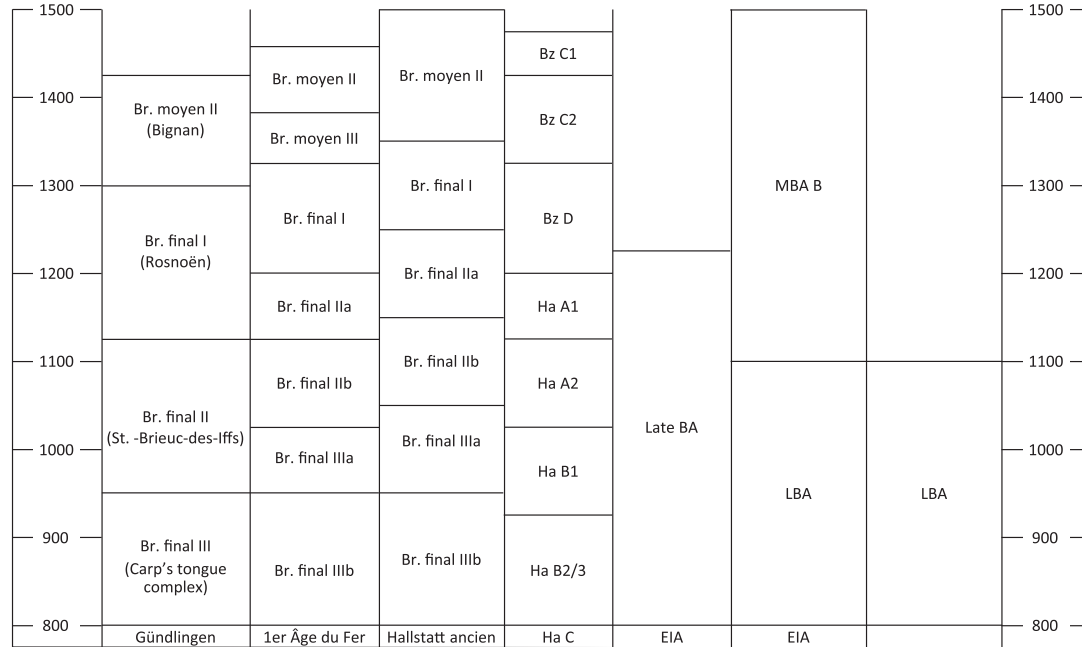 1500
1400
1300
1200
1100
1000
900
800
Br. moyen II
(Bignan)
Br. final I
(Rosnoën)
Br. final II
(St. -Brieuc-des-Iffs)
Br. final III
(Carp's tongue
complex)
Gündlingen
Br. moyen II
Br. moyen III
Br. final I
Br. final IIa
Br. final IIb
Br. final IIIa
Br. final IIIb
1er Âge du Fer
Br. moyen II
Br. final I
Br. final IIa
Br. final IIb
Br. final IIIa
Br. final IIIb
Hallstatt ancien
Bz C1
Bz C2
Bz D
Ha A1
Ha A2
Ha B1
Ha B2/3
Ha C
Late BA
EIA
MBA B
LBA
EIA
LBA
1500
1400
1300
1200
1100
1000
900
800